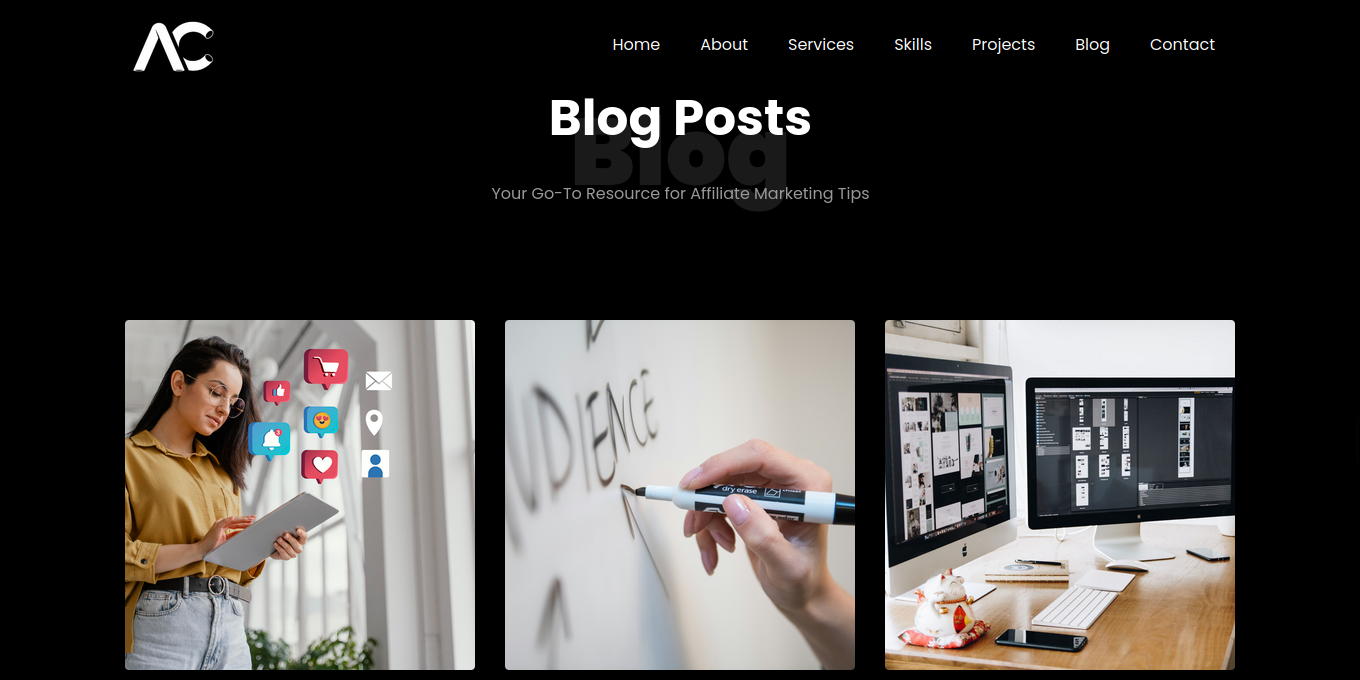 AC
Home About Services Skills Projects Blog Contact
Blog Posts
Blog
Your Go-To Resource for Affiliate Marketing Tips
UDIENCE
dry erase